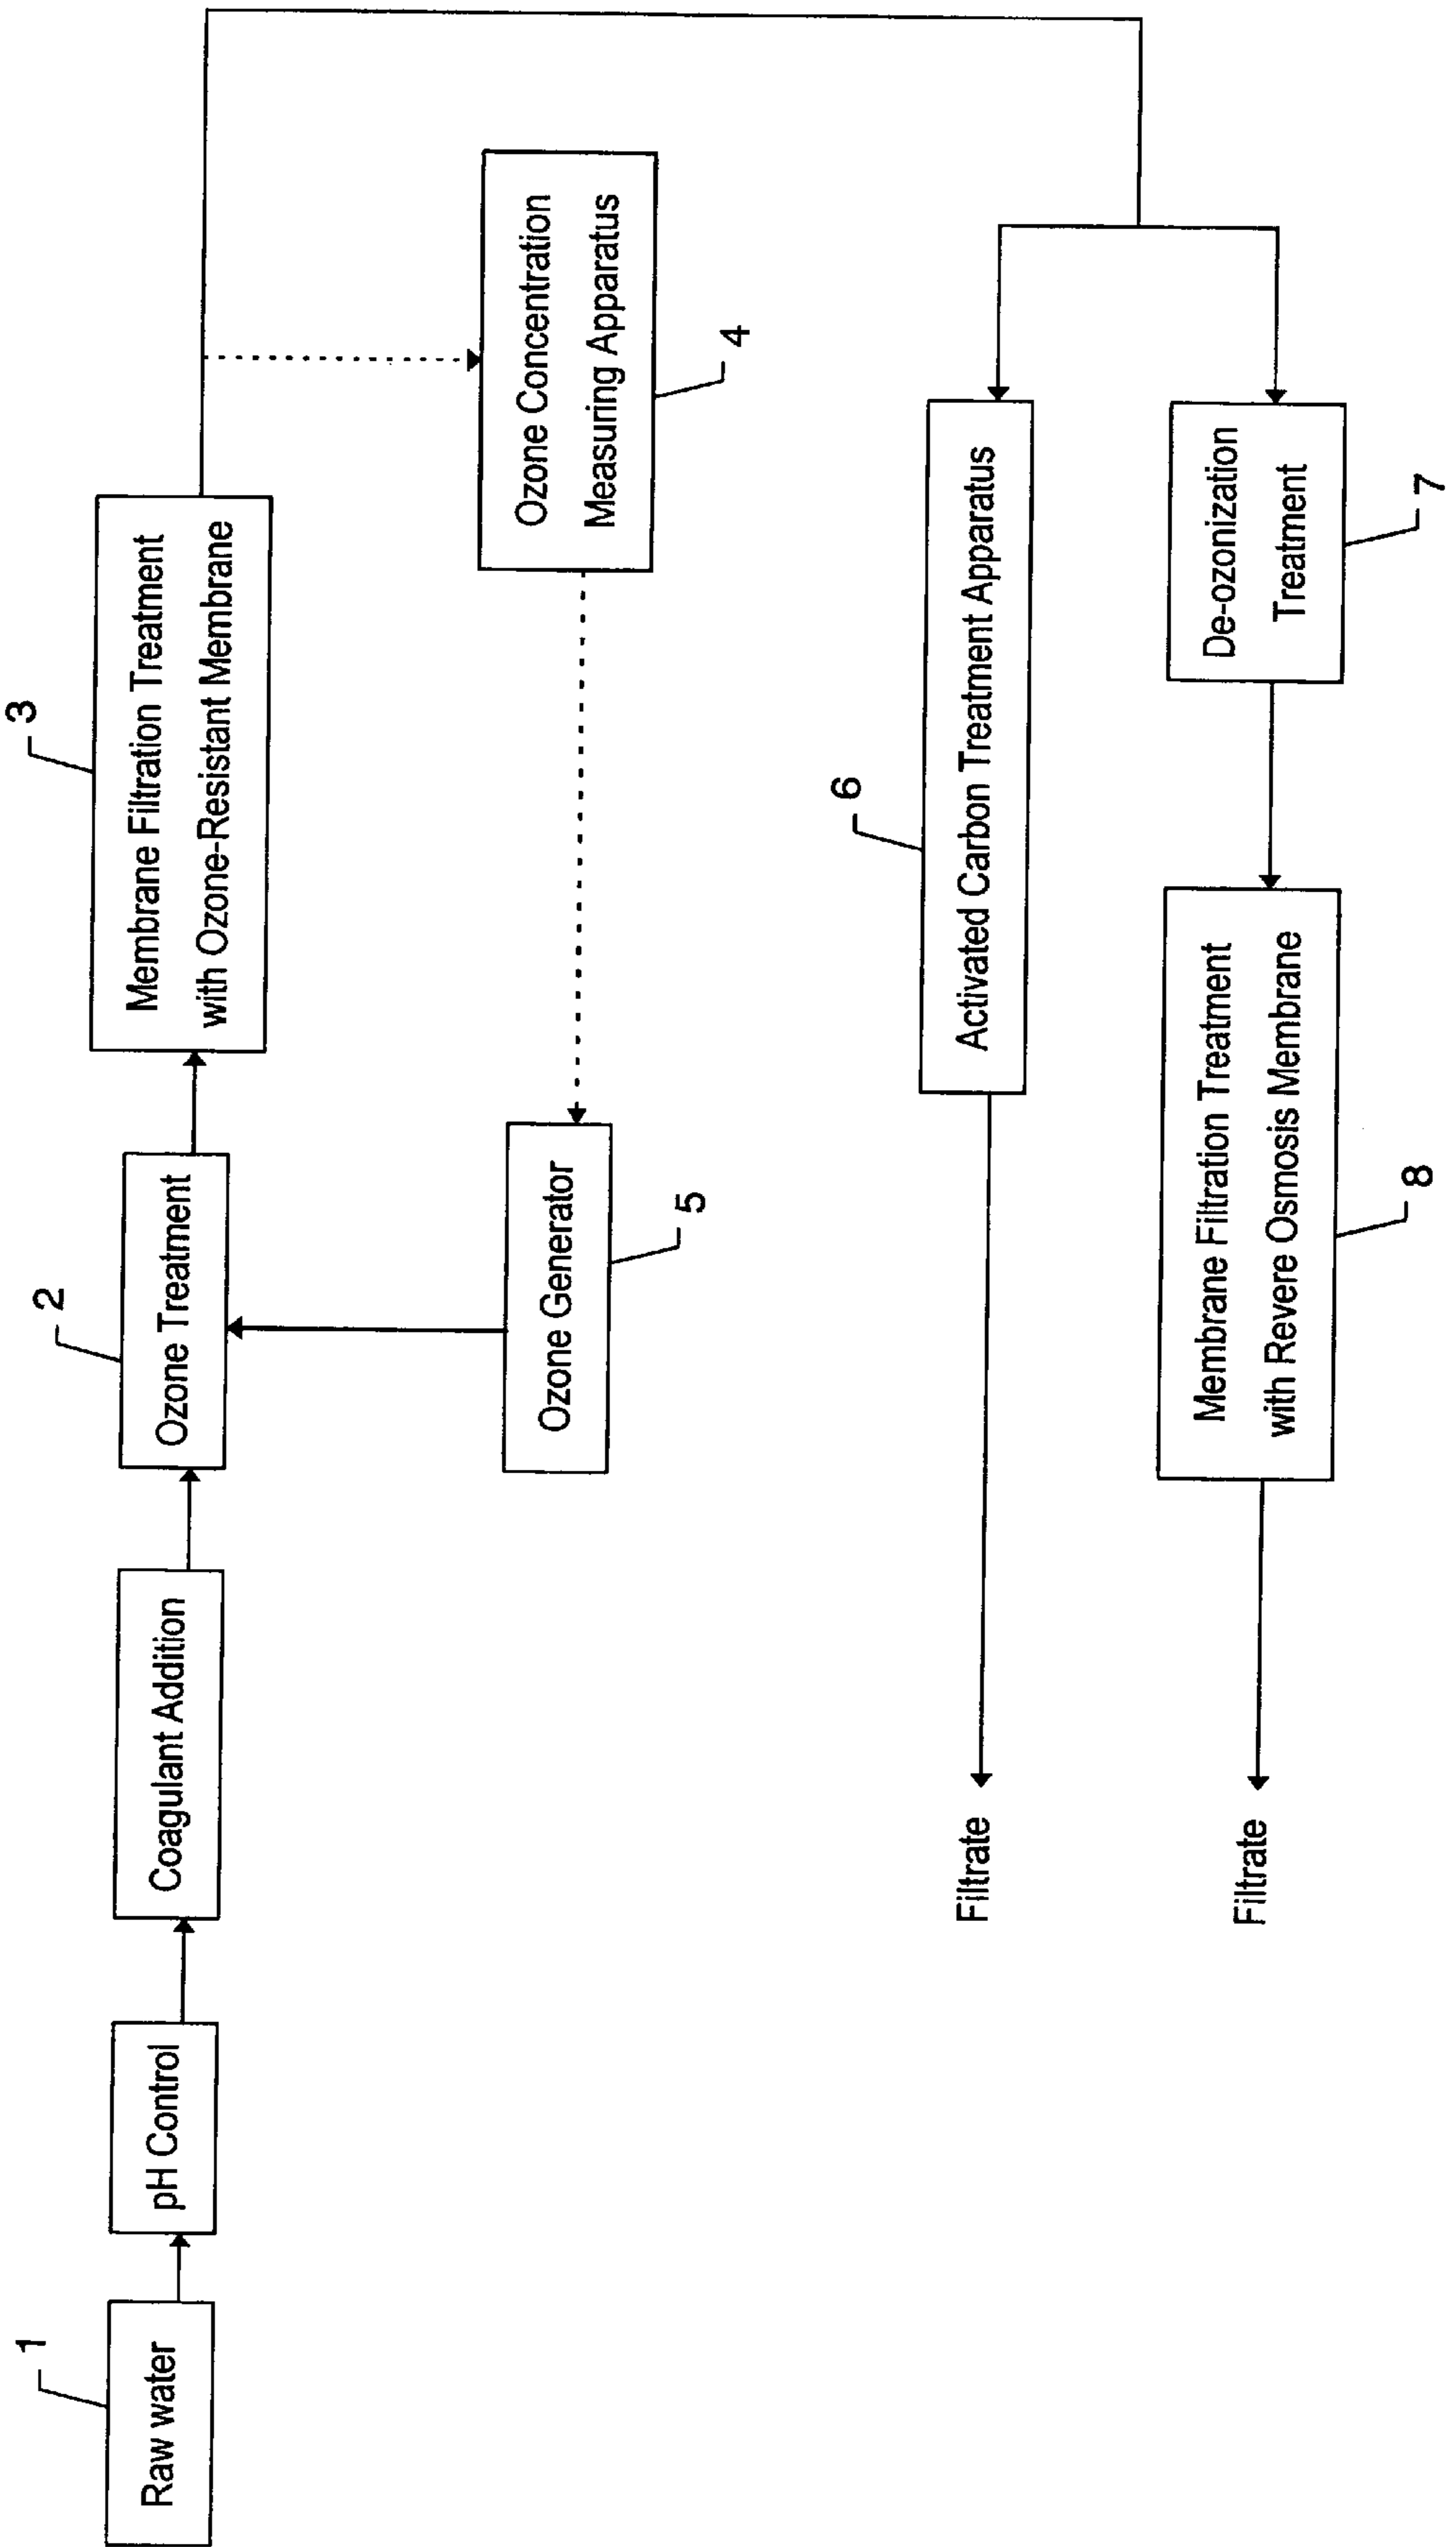 1
Raw water
pH Control
Coagulant Addition
2
Ozone Treatment
3
Membrane Filtration Treatment
with Ozone-Resistant Membrane
Ozone Generator
5
Ozone Concentration
Measuring Apparatus
4
6
Activated Carbon Treatment Apparatus
Filtrate
De-ozonization
Treatment
7
Membrane Filtration Treatment
with Revere Osmosis Membrane
8
Filtrate